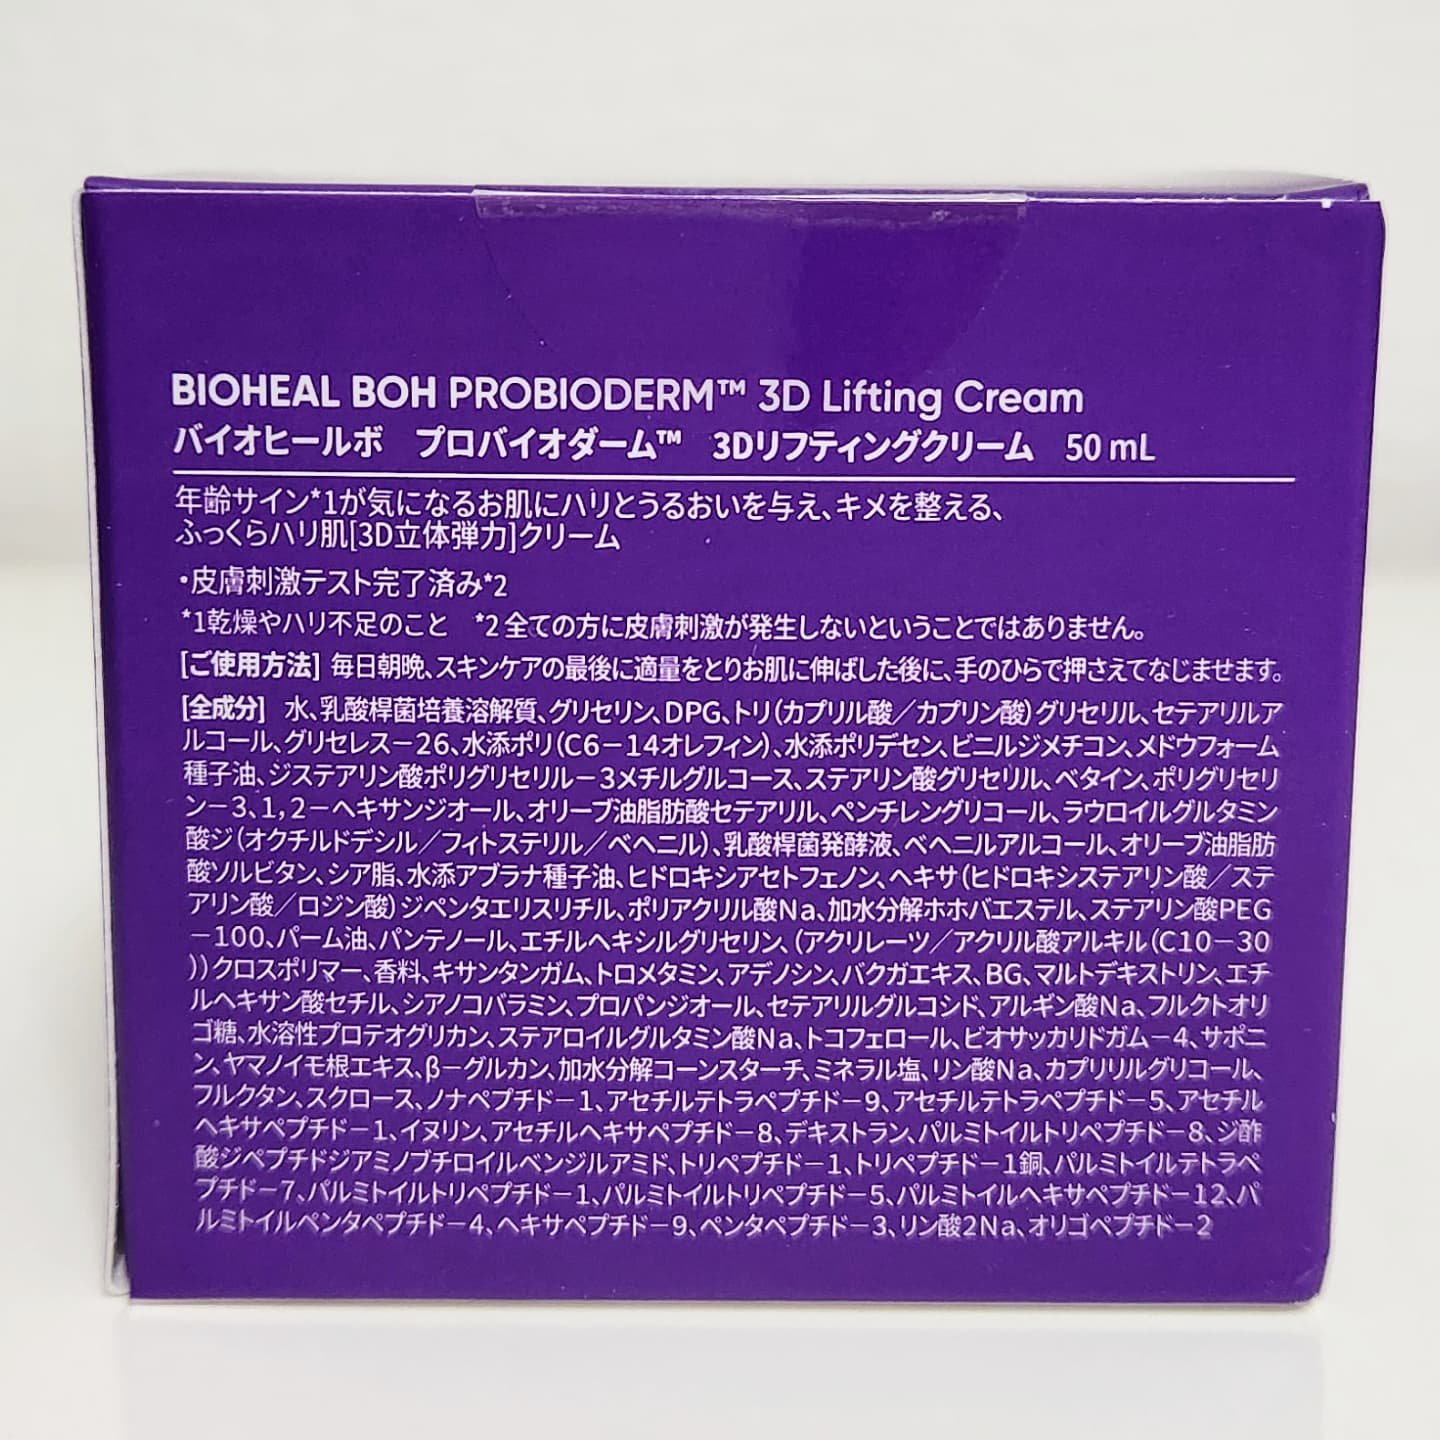 BIOHEAL BOH PROBIODERM™ 3D Lifting Cream
バイオヒールボ　プロバイオダーム™　3Dリフティングクリーム　50 mL
年齢サイン*1が気になるお肌にハリとうるおいを与え、キメを整える、
ふっくらハリ肌[3D立体弾力]クリーム
・皮膚刺激テスト完了済み*2
*1乾燥やハリ不足のこと　*2 全ての方に皮膚刺激が発生しないということではありません。
[ご使用方法] 毎日朝晩、スキンケアの最後に適量をとりお肌に伸ばした後に、手のひらで押さえてなじませます。
[全成分]　水、乳酸桿菌培養溶解質、グリセリン、DPG、トリ(カプリル酸／カプリン酸)グリセリル、セテアリルア
ルコール、グリセレス－26、水添ポリ(C6－14オレフィン)、水添ポリデセン、ビニルジメチコン、メドウフォーム
種子油、ジステアリン酸ポリグリセリル－3メチルグルコース、ステアリン酸グリセリル、ベタイン、ポリグリセリ
ン－3、1,2－ヘキサンジオール、オリーブ油脂肪酸セテアリル、ペンチレングリコール、ラウロイルグルタミン
酸ジ(オクチルドデシル／フィトステリル／ベヘニル)、乳酸桿菌発酵液、ベヘニルアルコール、オリーブ油脂肪
酸ソルビタン、シア脂、水添アブラナ種子油、ヒドロキシアセトフェノン、ヘキサ(ヒドロキシステアリン酸／ステ
アリン酸／ロジン酸)ジペンタエリスリチル、ポリアクリル酸Na、加水分解ホホバエステル、ステアリン酸PEG
－100、パーム油、パンテノール、エチルヘキシルグリセリン、(アクリレーツ／アクリル酸アルキル(C10－30
))クロスポリマー、香料、キサンタンガム、トロメタミン、アデノシン、バクガエキス、BG、マルトデキストリン、エチ
ルヘキサン酸セチル、シアノコバラミン、プロパンジオール、セテアリルグルコシド、アルギン酸Na、フルクトオリ
ゴ糖、水溶性プロテオグリカン、ステアロイルグルタミン酸Na、トコフェロール、ビオサッカリドガム－4、サポニ
ン、ヤマノイモ根エキス、β－グルカン、加水分解コーンスターチ、ミネラル塩、リン酸Na、カプリリルグリコール、
フルクタン、スクロース、ノナペプチド－1、アセチルテトラペプチド－9、アセチルテトラペプチド－5、アセチル
ヘキサペプチド－1、イヌリン、アセチルヘキサペプチド－8、デキストラン、パルミトイルトリペプチド－8、ジ酢
酸ジペプチドジアミノブチロイルベンジルアミド、トリペプチド－1、トリペプチド－1銅、パルミトイルテトラペ
プチド－7、パルミトイルトリペプチド－1、パルミトイルトリペプチド－5、パルミトイルヘキサペプチド－12、パ
ルミトイルペンタペプチド－4、ヘキサペプチド－9、ペンタペプチド－3、リン酸2Na、オリゴペプチド－2